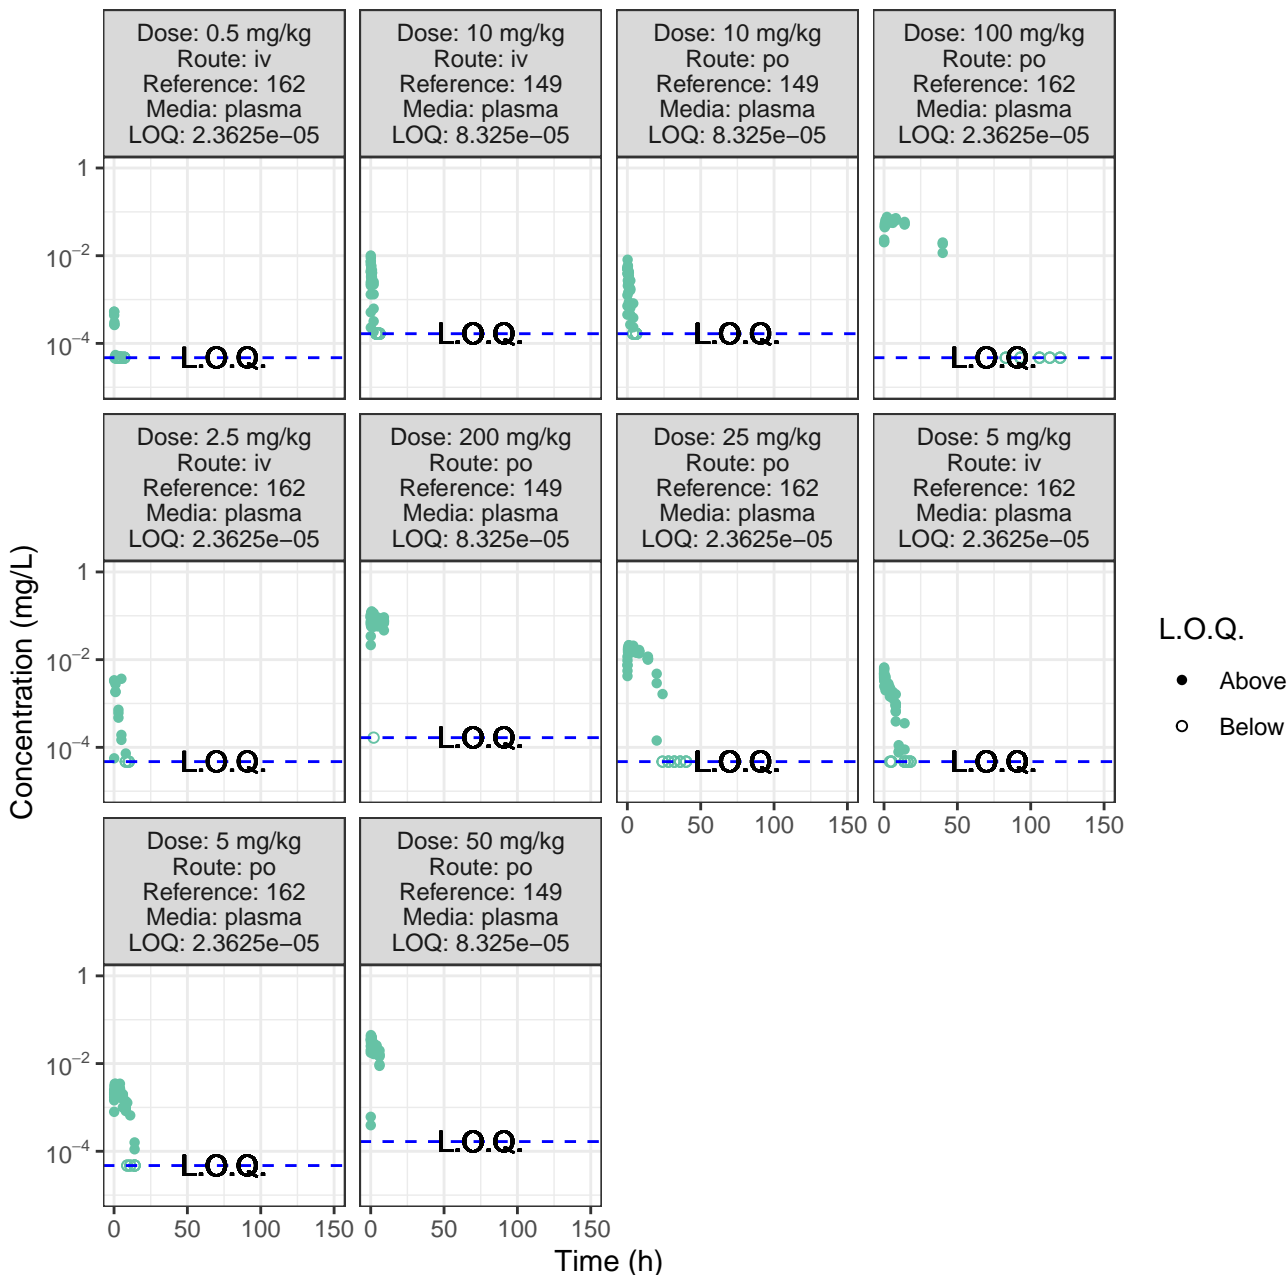 Dose: 0.5 mg/kg
Route: iv
Reference: 162
Media: plasma
LOQ: 2.3625e−05
Dose: 10 mg/kg
Route: iv
Reference: 149
Media: plasma
LOQ: 8.325e−05
Dose: 10 mg/kg
Route: po
Reference: 149
Media: plasma
LOQ: 8.325e−05
Dose: 100 mg/kg
Route: po
Reference: 162
Media: plasma
LOQ: 2.3625e−05
1
10−2
10−4
L.O.Q.
L.O.Q.
L.O.Q.
L.O.Q.
Dose: 2.5 mg/kg
Route: iv
Reference: 162
Media: plasma
LOQ: 2.3625e−05
Dose: 200 mg/kg
Route: po
Reference: 149
Media: plasma
LOQ: 8.325e−05
Dose: 25 mg/kg
Route: po
Reference: 162
Media: plasma
LOQ: 2.3625e−05
Dose: 5 mg/kg
Route: iv
Reference: 162
Media: plasma
LOQ: 2.3625e−05
1
10−2
10−4
L.O.Q.
L.O.Q.
L.O.Q.
L.O.Q.
0 50 100 150
0 50 100 150
Dose: 5 mg/kg
Route: po
Reference: 162
Media: plasma
LOQ: 2.3625e−05
Dose: 50 mg/kg
Route: po
Reference: 149
Media: plasma
LOQ: 8.325e−05
1
10−2
10−4
L.O.Q.
L.O.Q.
0 50 100 150
0 50 100 150
Time (h)
Concentration (mg/L)
L.O.Q.
Above
Below